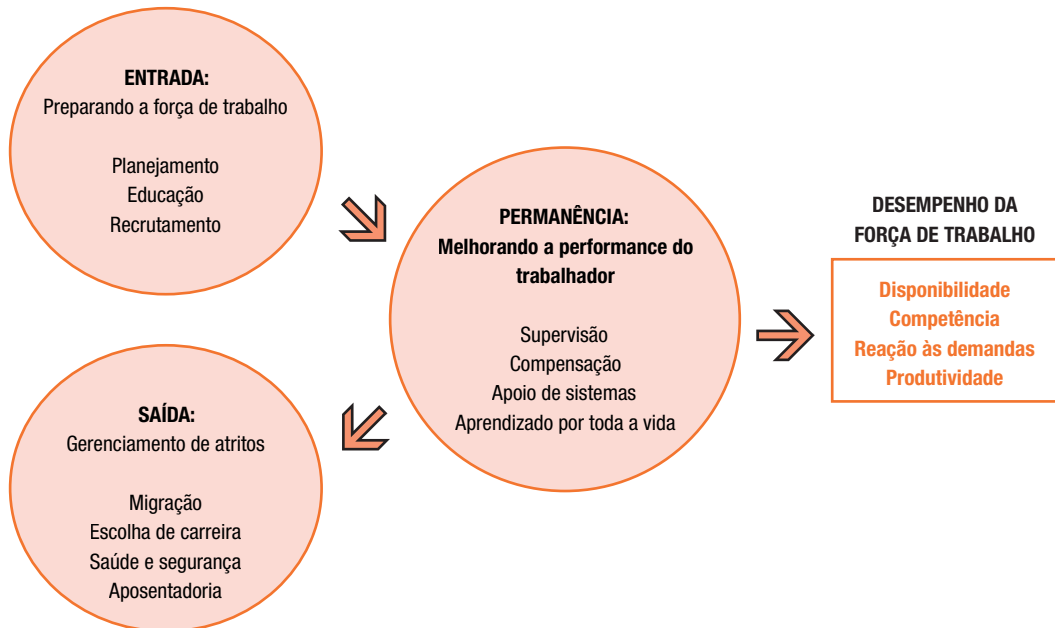 ENTRADA:
Preparando a força de trabalho
Planejamento
Educação
Recrutamento
PERMANÊNCIA:
Melhorando a performance do
trabalhador
Supervisão
Compensação
Apoio de sistemas
Aprendizado por toda a vida
DESEMPENHO DA
FORÇA DE TRABALHO
Disponibilidade
Competência
Reação às demandas
Produtividade
SAÍDA:
Gerenciamento de atritos
Migração
Escolha de carreira
Saúde e segurança
Aposentadoria